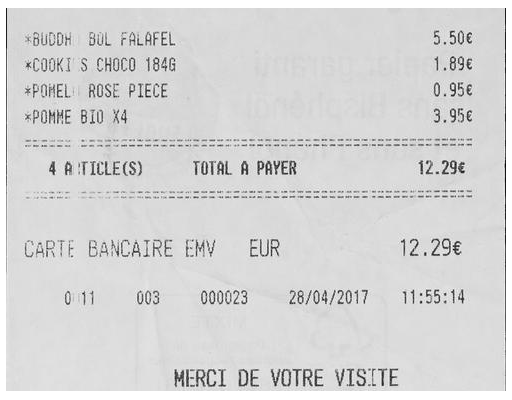 *BUDDH BOL FALAFEL 5.50€
*COOKI S CHOCO 184G 1.89€
*POMEL ROSE PIECE 0.95€
*POMME BIO X4 3.95€
4 A TICLE(S) TOTAL A PAYER 12.29€
CARTE BANCAIRE EMV EUR 12.29€
0 11 003 000023 28/04/2017 11:55:14
MERCI DE VOTRE VISITE